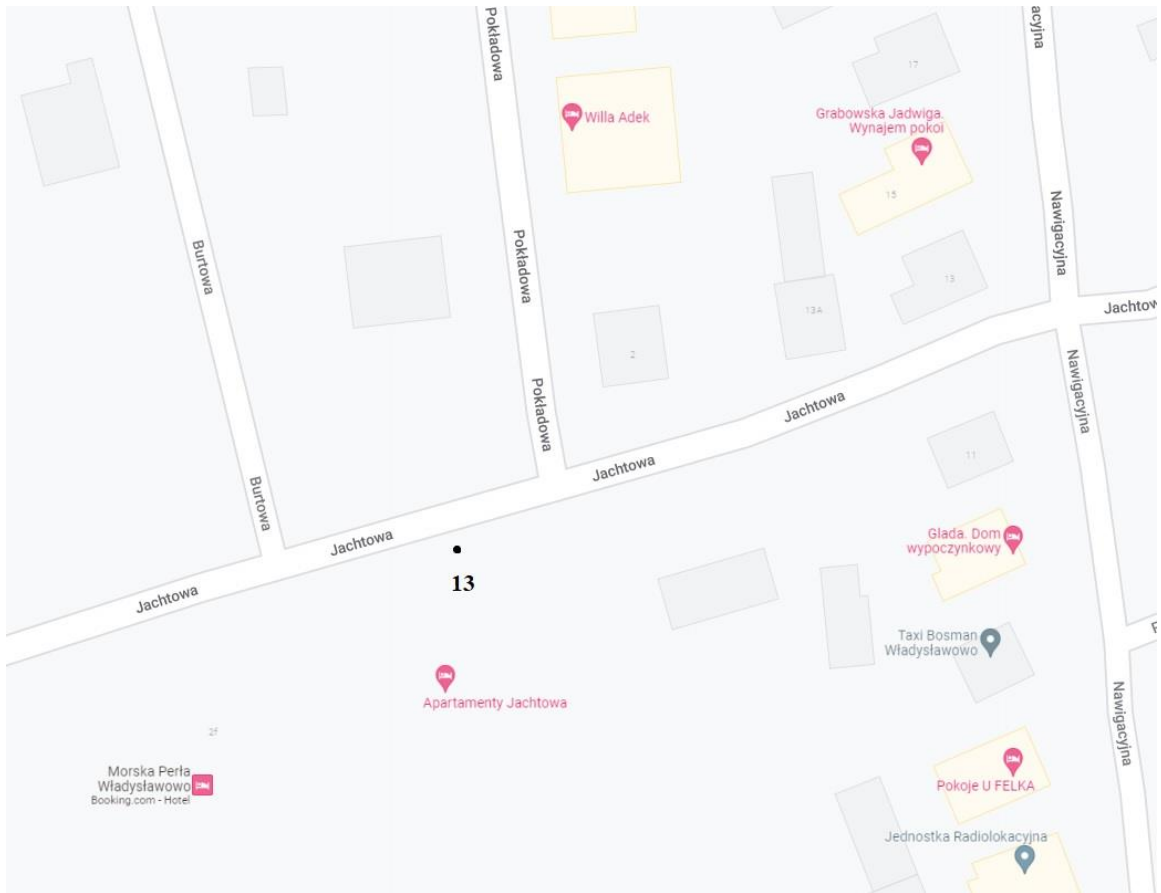 Pokładowa
acyjna
17
Willa Adek
Grabowska Jadwiga.
Wynajem pokoi
15
Nawigacyjna
Burtowa
Pokładowa
13
13A
Jachtow
2
Nawigacyjna
Pokładowa
Jachtowa
11
Jachtowa
Burtowa
Jachtowa
13
Glada. Dom
wypoczynkowy
Jachtowa
Taxi Bosman
Władysławowo
Apartamenty Jachtowa
Nawigacyjna
2f
Morska Perła
Władysławowo
Booking.com - Hotel
Pokoje U FELKA
Jednostka Radiolokacyjna